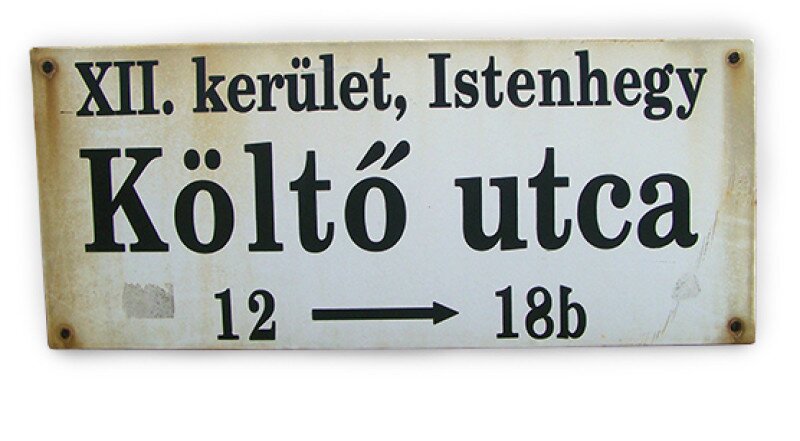 XII. kerület, Istenhegy
Költő utca
12 → 18b